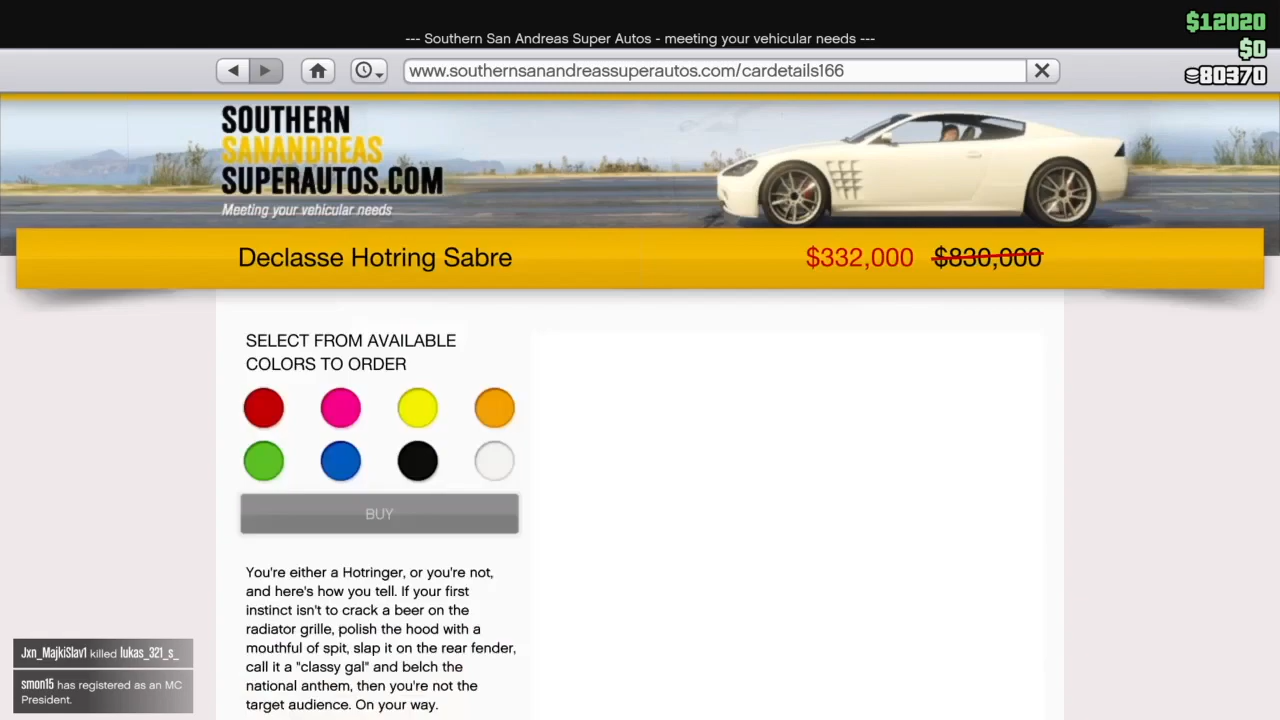 --- Southern San Andreas Super Autos - meeting your vehicular needs ---
$12020
$0
80370
www.southernsanandreassuperautos.com/cardetails166
SOUTHERN
SANANDREAS
SUPERAUTOS.COM
Meeting your vehicular needs
Declasse Hotring Sabre
$332,000 $830,000
SELECT FROM AVAILABLE
COLORS TO ORDER
BUY
You're either a Hotringer, or you're not,
and here's how you tell. If your first
instinct isn't to crack a beer on the
radiator grille, polish the hood with a
mouthful of spit, slap it on the rear fender,
call it a "classy gal" and belch the
national anthem, then you're not the
target audience. On your way.
Jxn_MajkiSlav1 killed lukas_321_s_
smon15 has registered as an MC
President.